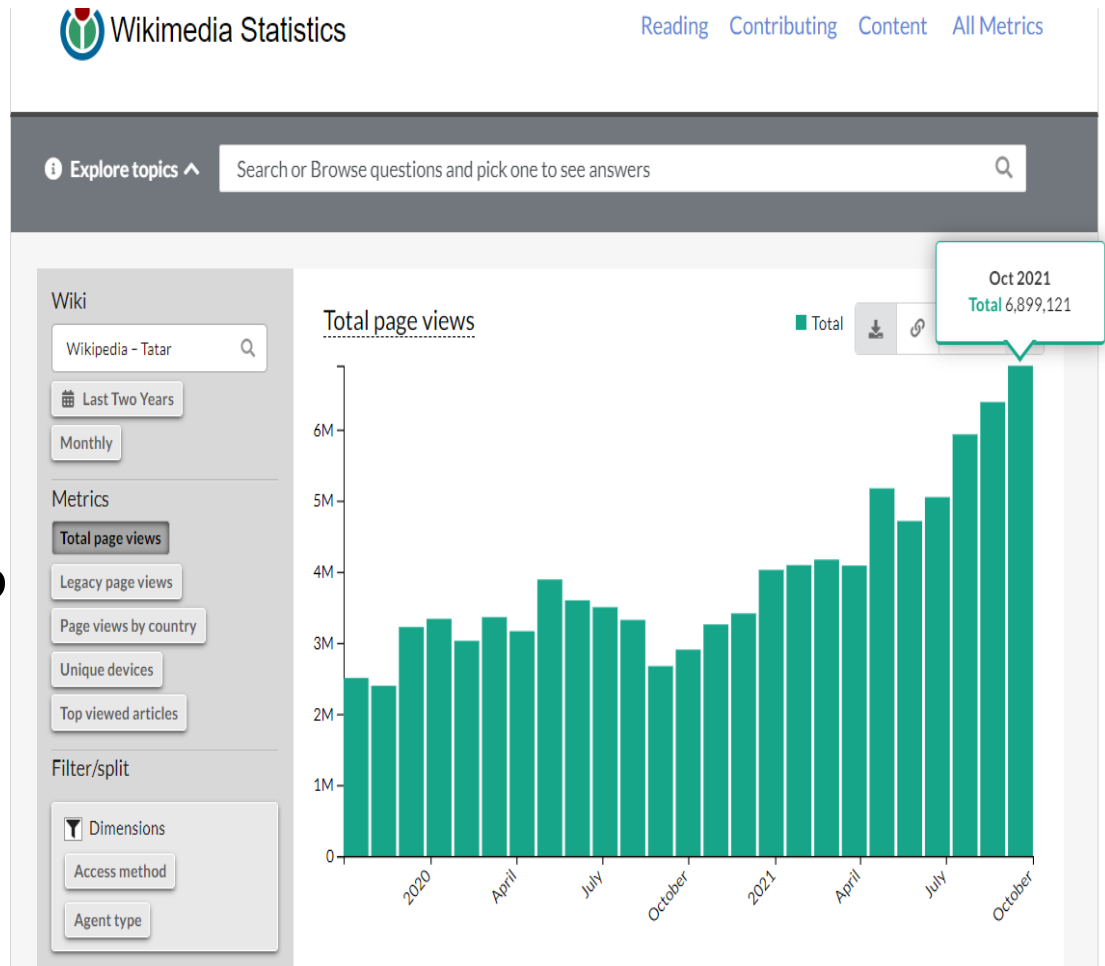 Wikimedia Statistics
Reading Contributing Content All Metrics
Explore topics
Search or Browse questions and pick one to see answers
Oct 2021
Total 6,899,121
Wiki
Wikipedia – Tatar
Last Two Years
Monthly
Metrics
Total page views
Legacy page views
Page views by country
Unique devices
Top viewed articles
Filter/split
Dimensions
Access method
Agent type
Total page views
Total
6M
5M
4M
3M
2M
1M
0
2020 April July October 2021 April July October